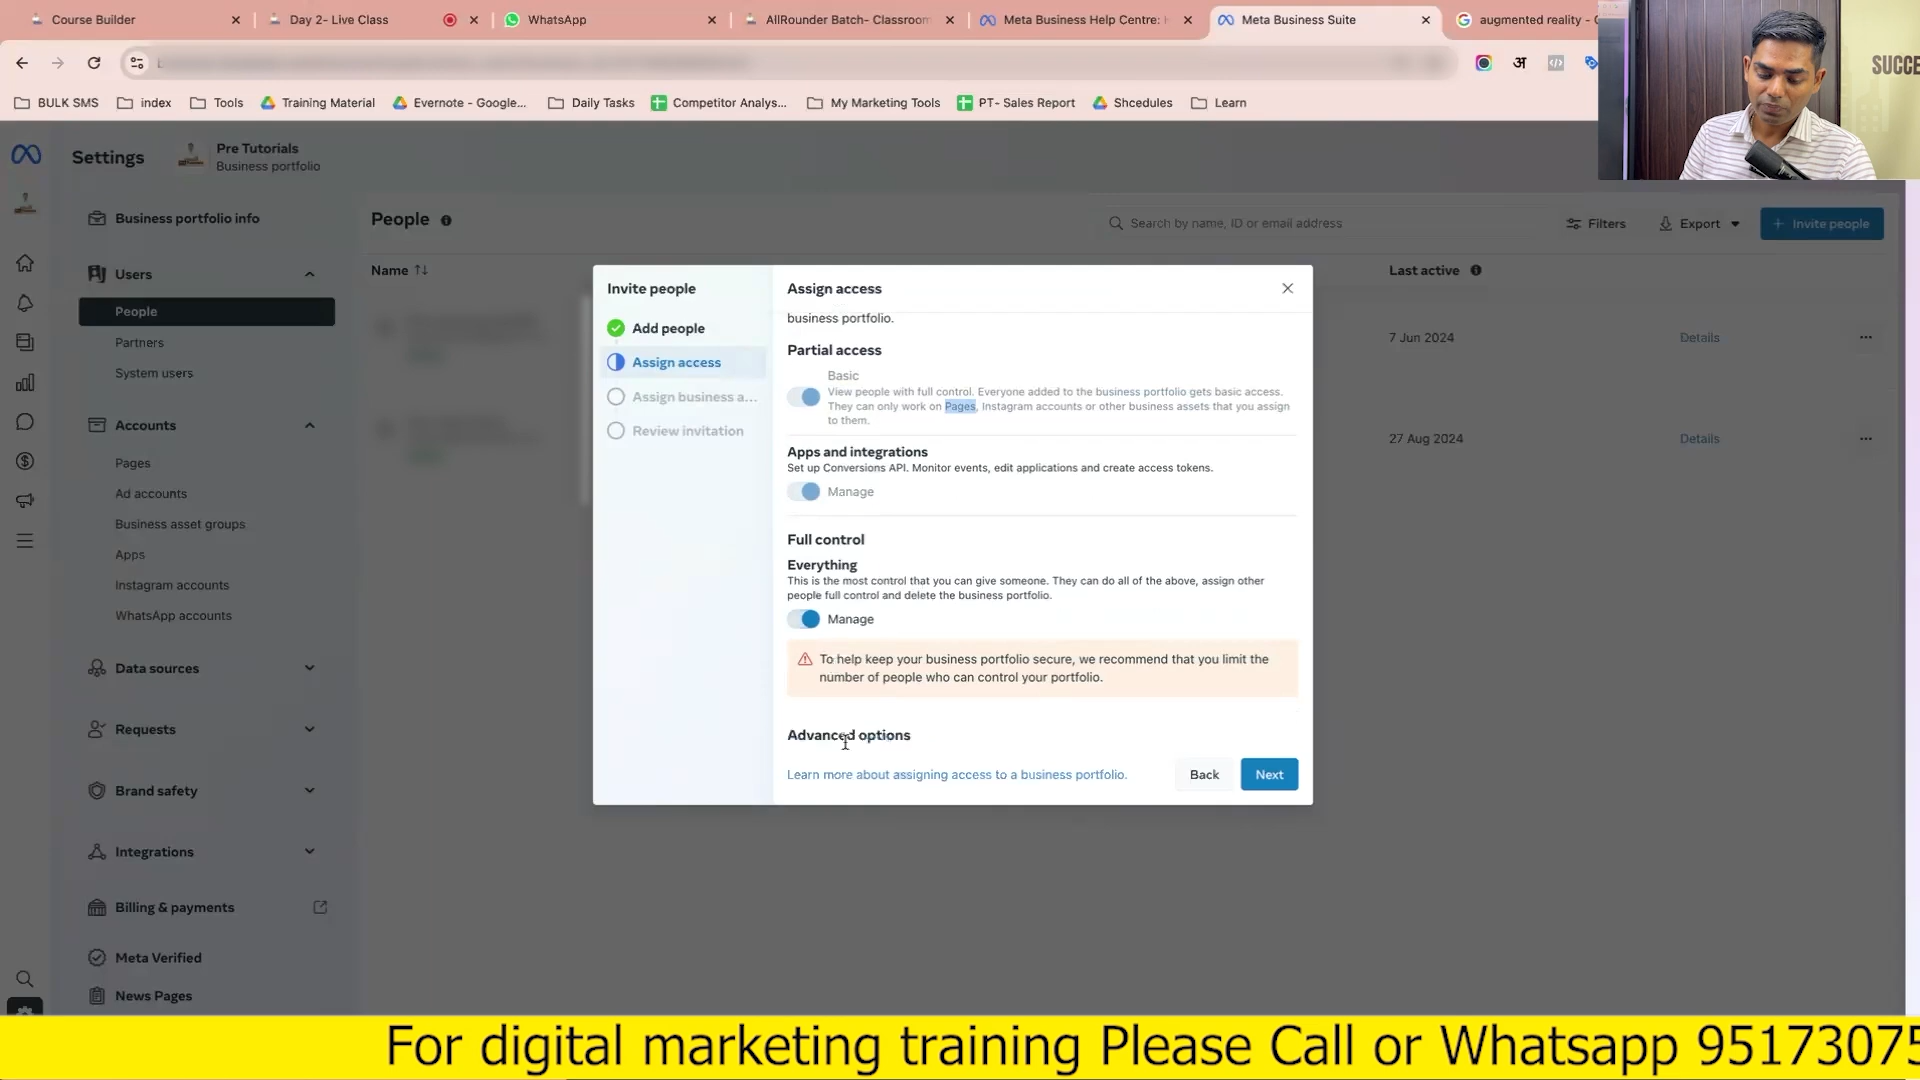 Course Builder
Day 2- Live Class
WhatsApp
AllRounder Batch- Classroom
Meta Business Help Centre:
Meta Business Suite
augmented reality -
SUCCE
अ
BULK SMS
index
Tools
Training Material
Evernote - Google...
Daily Tasks
Competitor Analys...
My Marketing Tools
PT- Sales Report
Shcedules
Learn
Settings
Pre Tutorials
Business portfolio
Business portfolio info
Users
People
Partners
System users
Accounts
Pages
Ad accounts
Business asset groups
Apps
Instagram accounts
WhatsApp accounts
Data sources
Requests
Brand safety
Integrations
Billing & payments
Meta Verified
News Pages
People
Search by name, ID or email address
Filters
Export
+ Invite people
Name
Last active
7 Jun 2024
Details
27 Aug 2024
Details
Invite people
Add people
Assign access
Assign business a...
Review invitation
Assign access
business portfolio.
Partial access
Basic
View people with full control. Everyone added to the business portfolio gets basic access.
They can only work on Pages, Instagram accounts or other business assets that you assign
to them.
Apps and integrations
Set up Conversions API. Monitor events, edit applications and create access tokens.
Manage
Full control
Everything
This is the most control that you can give someone. They can do all of the above, assign other
people full control and delete the business portfolio.
Manage
To help keep your business portfolio secure, we recommend that you limit the
number of people who can control your portfolio.
Advanced options
Learn more about assigning access to a business portfolio.
Back
Next
For digital marketing training Please Call or Whatsapp 9517307